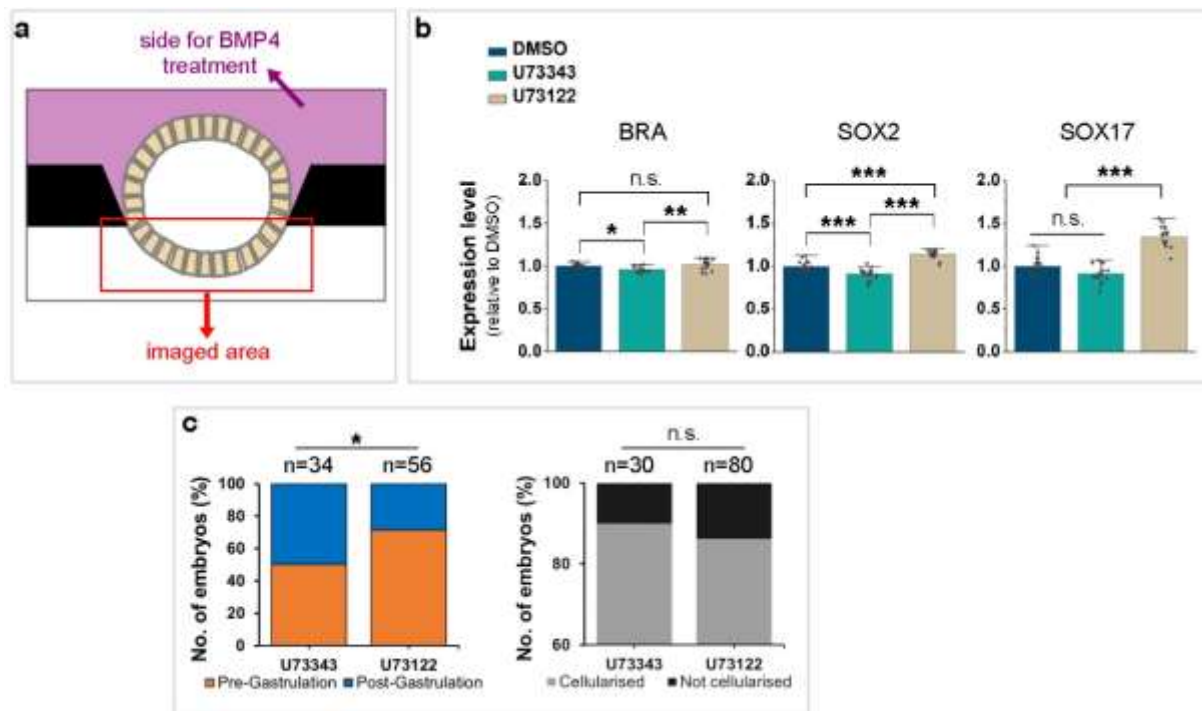 a
side for BMP4
treatment
imaged area
b
DMSO
U73343
U73122
BRA
SOX2
SOX17
Expression level
(relative to DMSO)
2.0
1.5
1.0
0.5
0.0
n.s.
*
**
2.0
1.5
1.0
0.5
0.0
***
***
***
2.0
1.5
1.0
0.5
0.0
***
n.s.
c
*
n=34 n=56
No. of embryos (%)
100
80
60
40
20
0
U73343 U73122
Pre-Gastrulation Post-Gastrulation
n.s.
n=30 n=80
No. of embryos (%)
100
80
60
U73343 U73122
Cellularised Not cellularised